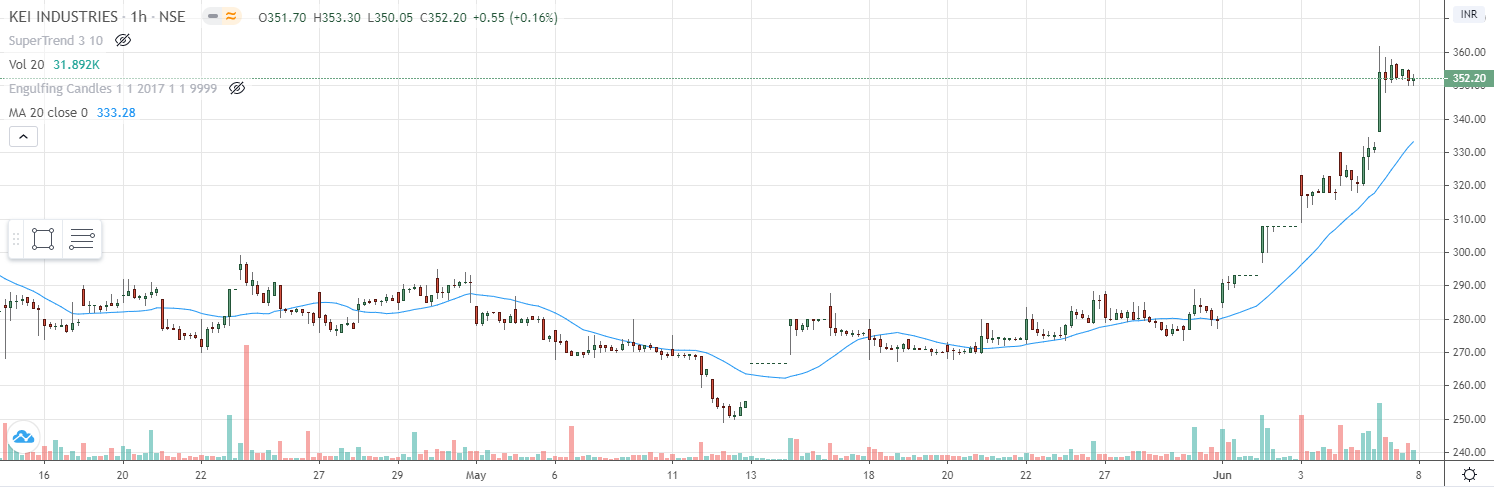 KEI INDUSTRIES · 1h · NSE O351.70 H353.30 L350.05 C352.20 +0.55 (+0.16%)
INR
SuperTrend 3 10
Vol 20 31.892K
Engulfing Candles 1 1 2017 1 1 9999
MA 20 close 0 333.28
360.00
352.20
340.00
330.00
320.00
310.00
300.00
290.00
280.00
270.00
260.00
250.00
240.00
16 20 22 27 29 May 6 11 13 18 20 22 27 Jun 3 8